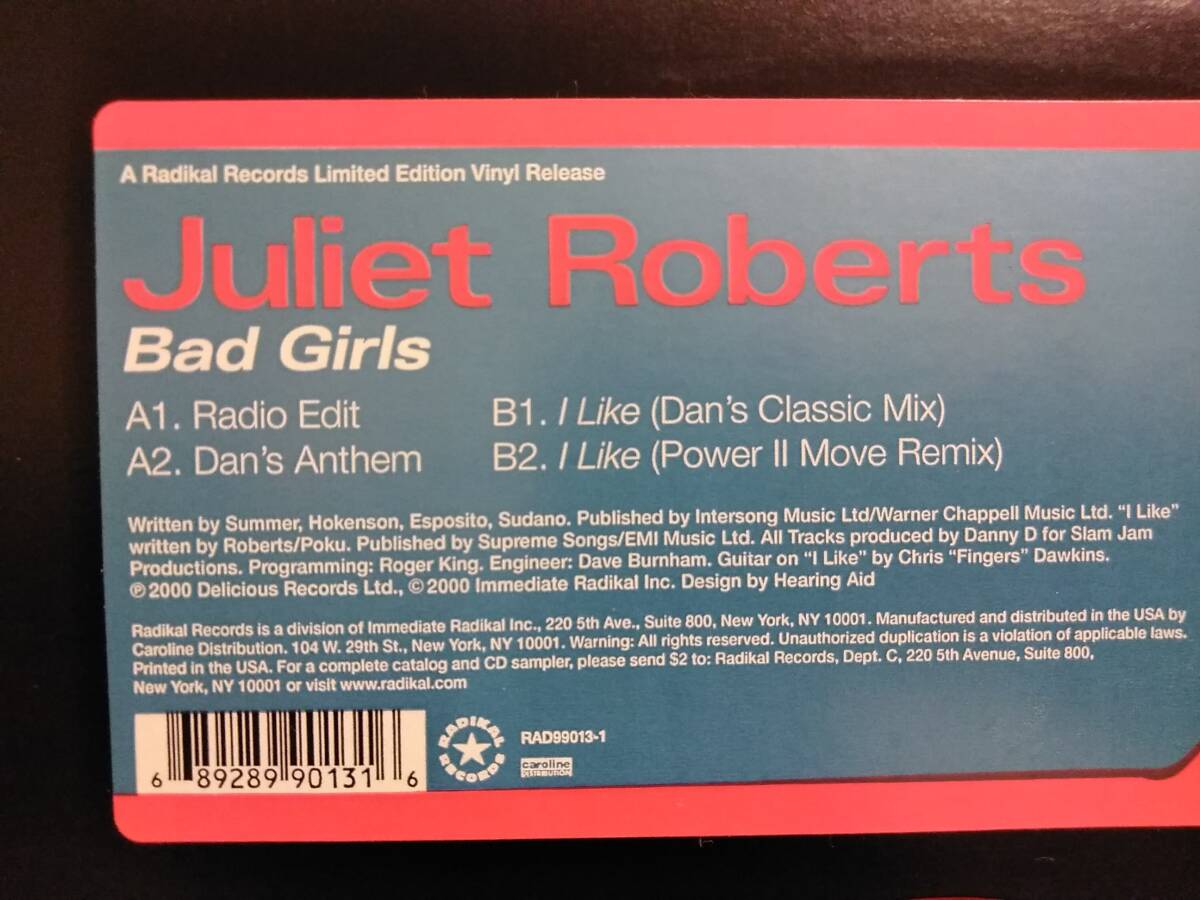 A Radikal Records Limited Edition Vinyl Release
Juliet Roberts
Bad Girls
A1. Radio Edit
A2. Dan's Anthem
B1. I Like (Dan's Classic Mix)
B2. I Like (Power II Move Remix)
Written by Summer, Hokenson, Esposito, Sudano. Published by Intersong Music Ltd/Warner Chappell Music Ltd. "I Like"
written by Roberts/Poku. Published by Supreme Songs/EMI Music Ltd. All Tracks produced by Danny D for Slam Jam
Productions. Programming: Roger King. Engineer: Dave Burnham. Guitar on "I Like" by Chris "Fingers" Dawkins.
℗2000 Delicious Records Ltd., ©2000 Immediate Radikal Inc. Design by Hearing Aid
Radikal Records is a division of Immediate Radikal Inc., 220 5th Ave., Suite 800, New York, NY 10001. Manufactured and distributed in the USA by
Caroline Distribution. 104 W. 29th St., New York, NY 10001. Warning: All rights reserved. Unauthorized duplication is a violation of applicable laws.
Printed in the USA. For a complete catalog and CD sampler, please send $2 to: Radikal Records, Dept. C, 220 5th Avenue, Suite 800,
New York, NY 10001 or visit www.radikal.com
6 89289 90131 6
RADIKAL RECORDS
RAD99013-1
caroline
DISTRIBUTION